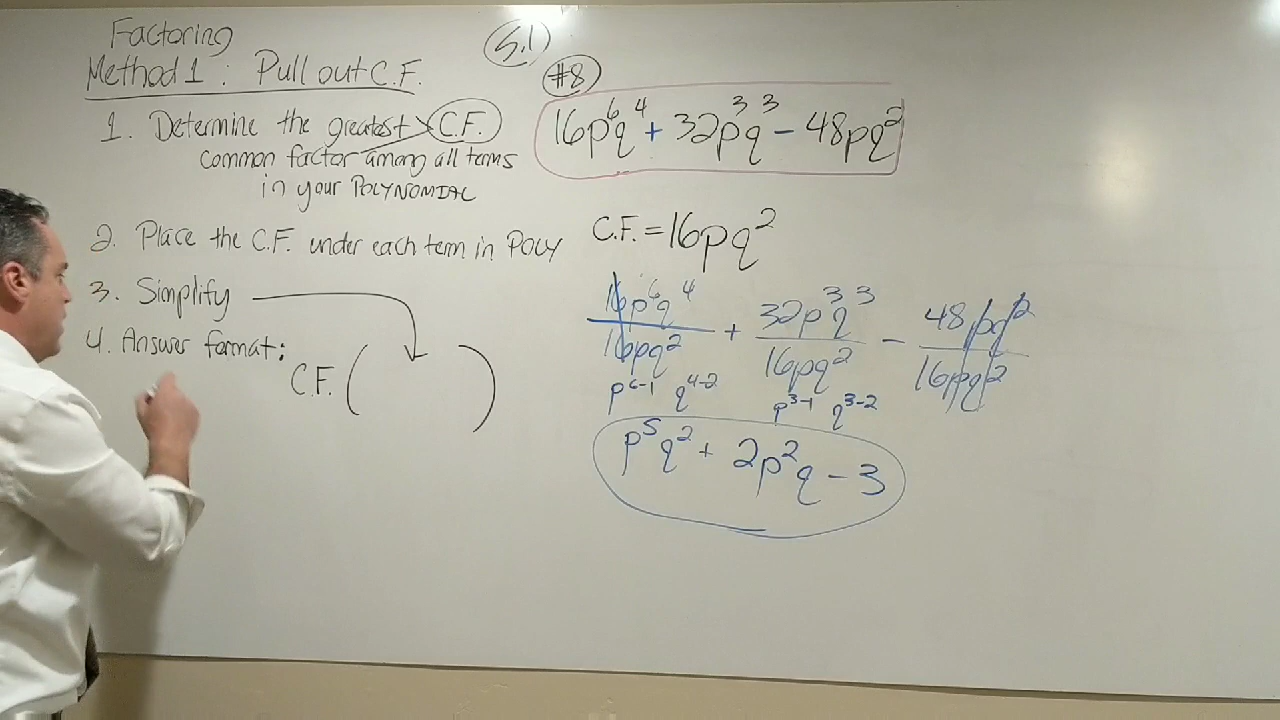 Factoring
Method 1 : Pull out C.F.
1. Determine the greatest C.F.
common factor among all terms
in your POLYNOMIAL
2. Place the C.F. under each term in POLY
3. Simplify
4. Answer format:
C.F. ( )
5.1
#8
16p⁶q⁴ + 32p³q³ - 48pq²
C.F. = 16pq²
16p⁶q⁴ + 32p³q³ - 48pq²
16pq² 16pq² 16pq²
p⁶⁻¹ q⁴⁻² p³⁻¹ q³⁻²
p⁵q² + 2p²q - 3